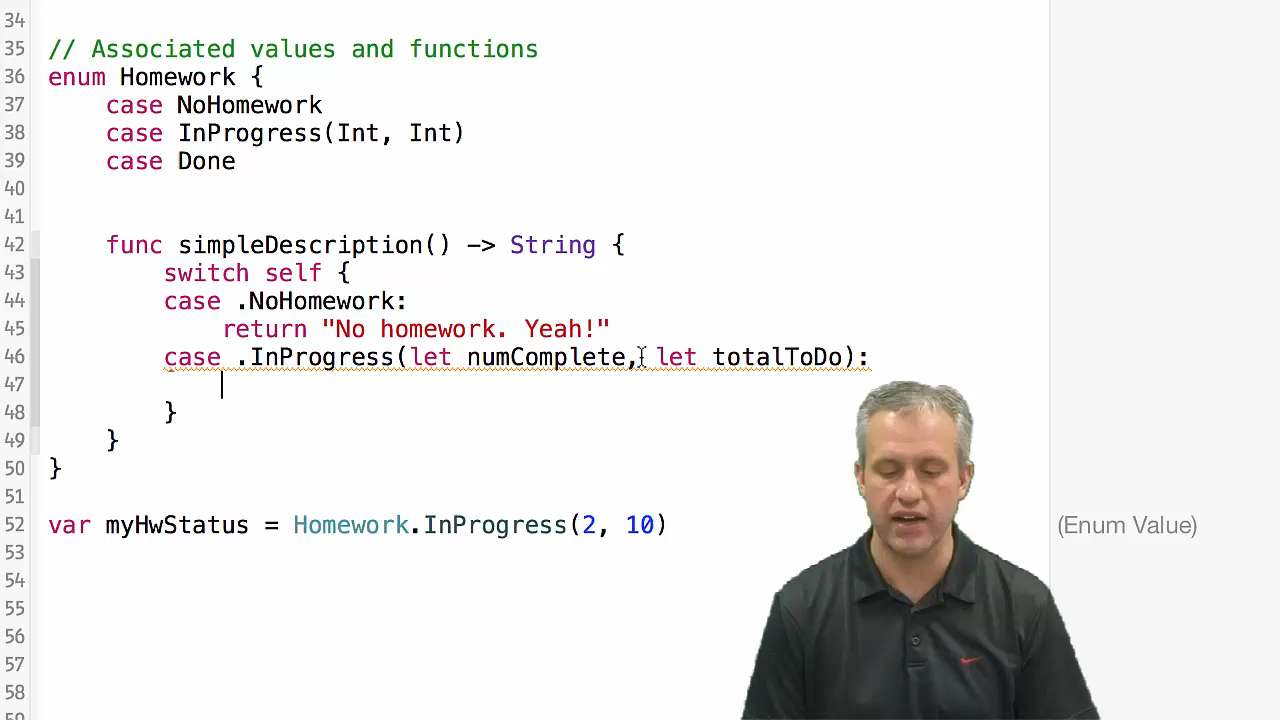 34
35 // Associated values and functions
36 enum Homework {
37 case NoHomework
38 case InProgress(Int, Int)
39 case Done
40
41
42 func simpleDescription() -> String {
43 switch self {
44 case .NoHomework:
45 return "No homework. Yeah!"
46 case .InProgress(let numComplete, let totalToDo):
47
48 }
49 }
50 }
51
52 var myHwStatus = Homework.InProgress(2, 10) (Enum Value)
53
54
55
56
57
58